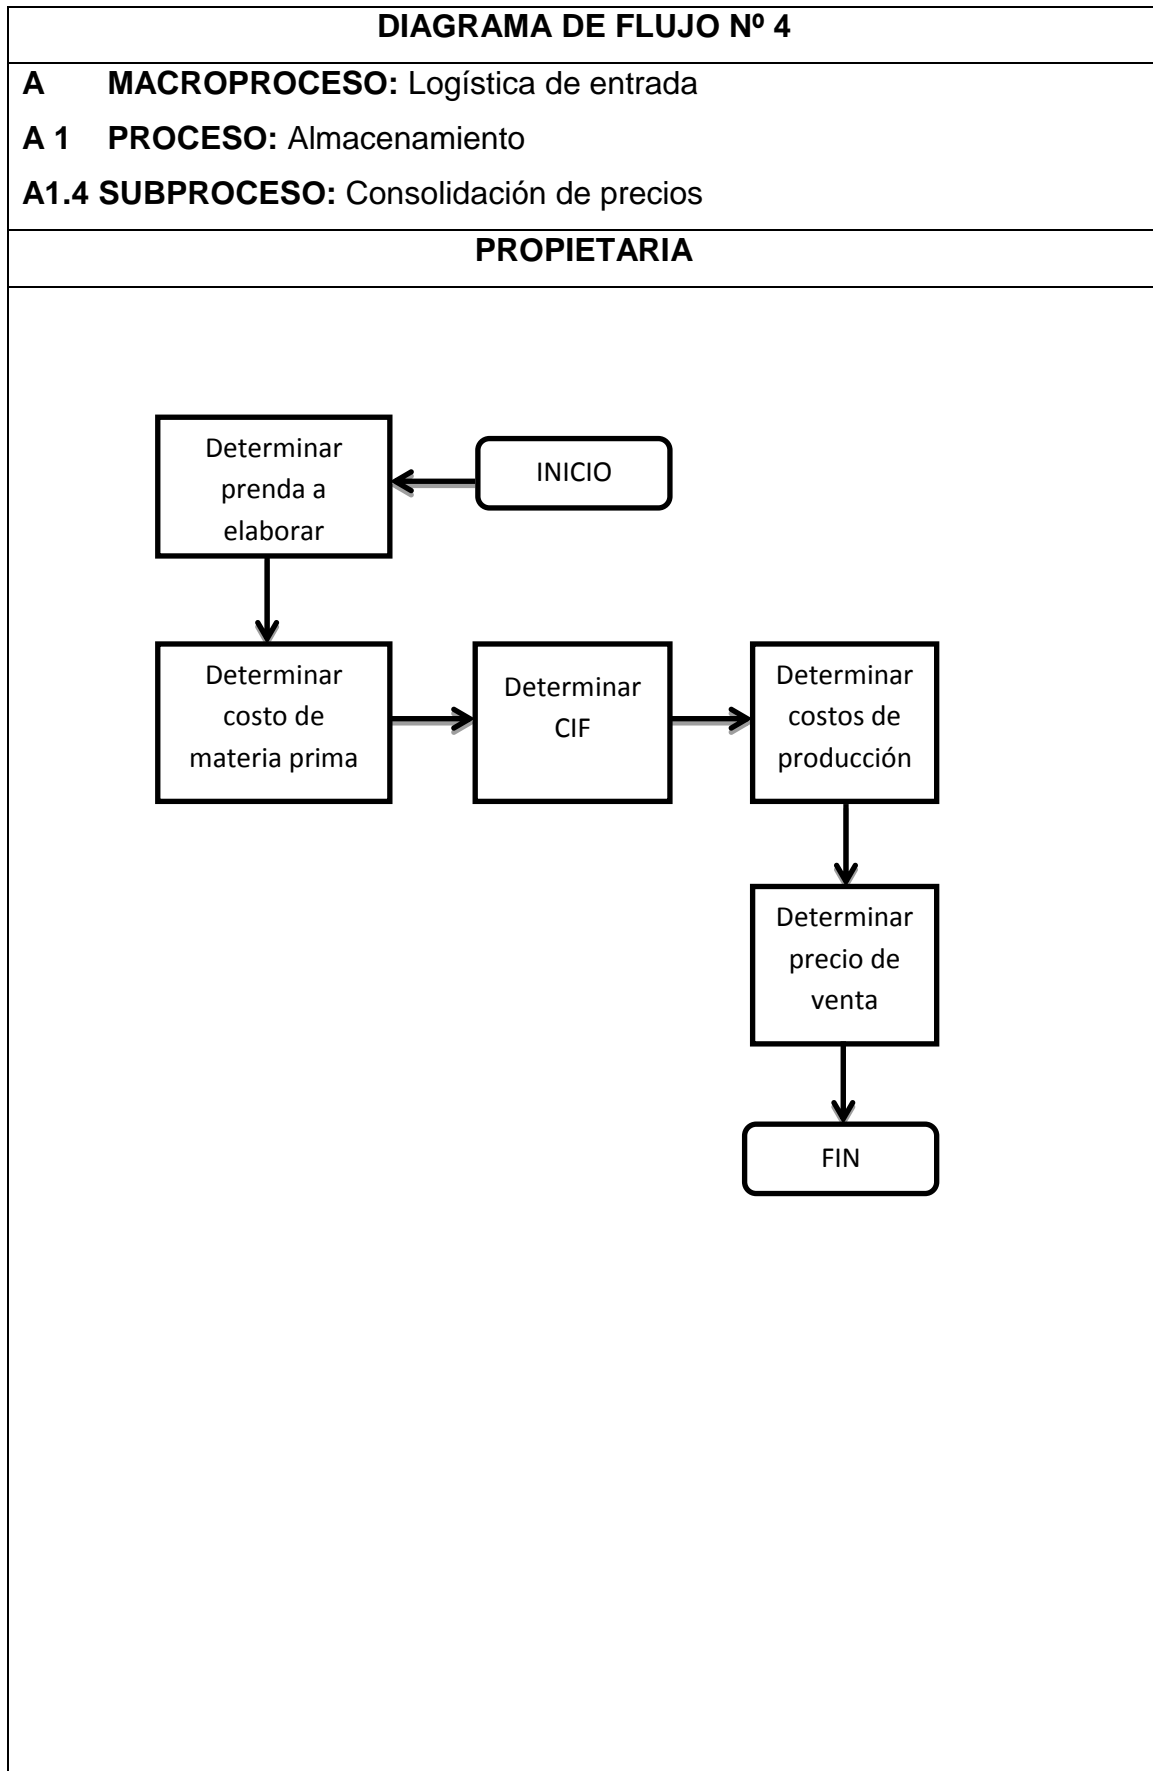 DIAGRAMA DE FLUJO Nº 4
A MACROPROCESO: Logística de entrada
A 1 PROCESO: Almacenamiento
A1.4 SUBPROCESO: Consolidación de precios
PROPIETARIA
INICIO
Determinar
prenda a
elaborar
Determinar
costo de
materia prima
Determinar
CIF
Determinar
costos de
producción
Determinar
precio de
venta
FIN